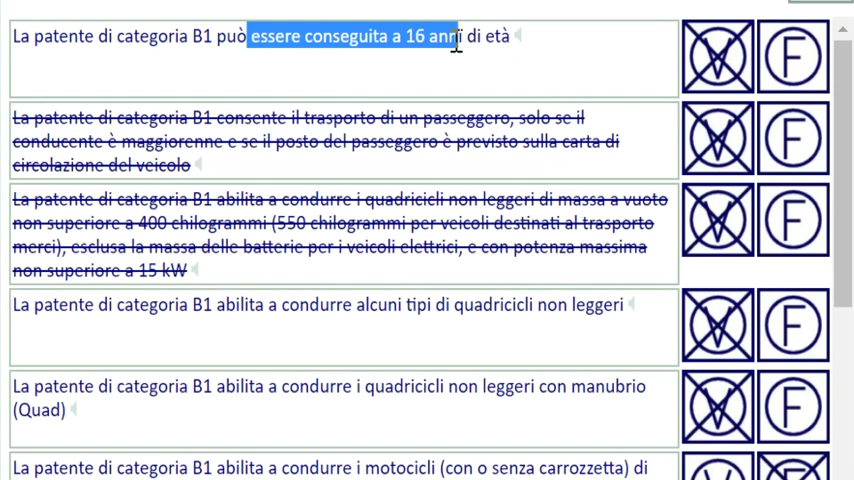 La patente di categoria B1 può essere conseguita a 16 anni di età
V F
La patente di categoria B1 consente il trasporto di un passeggero, solo se il
conducente è maggiorenne e se il posto del passeggero è previsto sulla carta di
circolazione del veicolo
V F
La patente di categoria B1 abilita a condurre i quadricicli non leggeri di massa a vuoto
non superiore a 400 chilogrammi (550 chilogrammi per veicoli destinati al trasporto
merci), esclusa la massa delle batterie per i veicoli elettrici, e con potenza massima
non superiore a 15 kW
V F
La patente di categoria B1 abilita a condurre alcuni tipi di quadricicli non leggeri
V F
La patente di categoria B1 abilita a condurre i quadricicli non leggeri con manubrio
(Quad)
V F
La patente di categoria B1 abilita a condurre i motocicli (con o senza carrozzetta) di
V F